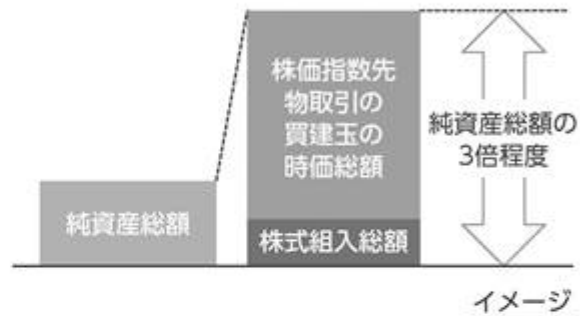 株価指数先
物取引の
買建玉の
時価総額
純資産総額の
3倍程度
純資産総額
株式組入総額
イメージ